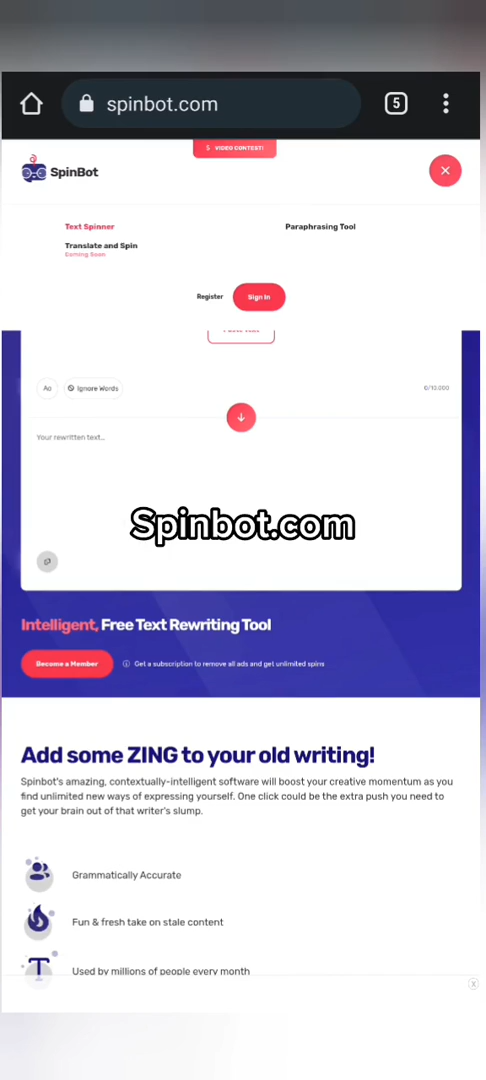 spinbot.com
5
$ VIDEO CONTEST!
SpinBot
Text Spinner
Paraphrasing Tool
Translate and Spin
Coming Soon
Register
Sign In
Ao
Ignore Words
0/10,000
Your rewritten text...
Spinbot.com
Intelligent, Free Text Rewriting Tool
Become a Member
Get a subscription to remove all ads and get unlimited spins
Add some ZING to your old writing!
Spinbot's amazing, contextually-intelligent software will boost your creative momentum as you
find unlimited new ways of expressing yourself. One click could be the extra push you need to
get your brain out of that writer's slump.
Grammatically Accurate
Fun & fresh take on stale content
Used by millions of people every month